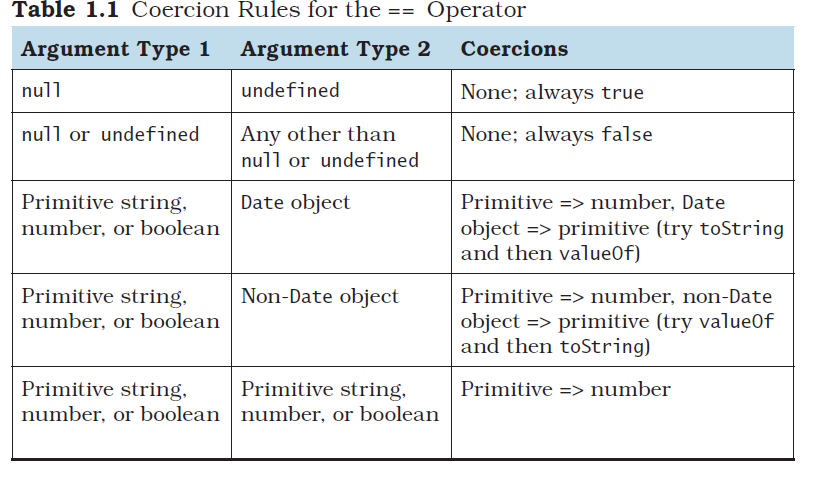 Table 1.1 Coercion Rules for the == Operator
Argument Type 1 Argument Type 2 Coercions
null undefined None; always true
null or undefined Any other than None; always false
null or undefined
Primitive string, Date object Primitive => number, Date
number, or boolean object => primitive (try toString
and then valueOf)
Primitive string, Non-Date object Primitive => number, non-Date
number, or boolean object => primitive (try valueOf
and then toString)
Primitive string, Primitive string, Primitive => number
number, or boolean number, or boolean